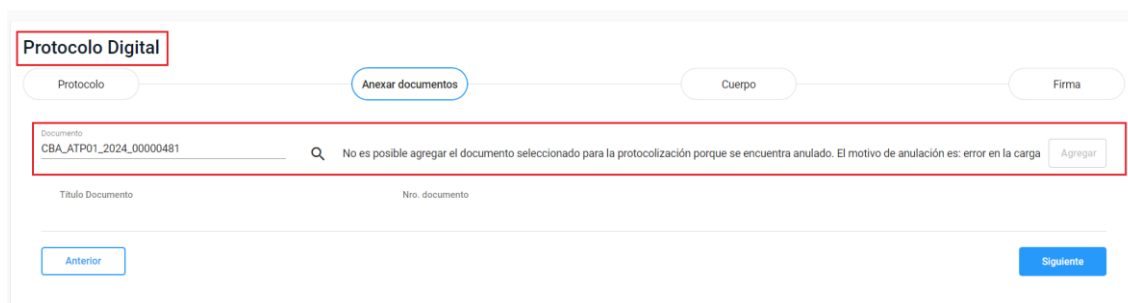 Protocolo Digital
Protocolo
Anexar documentos
Cuerpo
Firma
Documento
CBA_ATP01_2024_00000481
No es posible agregar el documento seleccionado para la protocolización porque se encuentra anulado. El motivo de anulación es: error en la carga
Agregar
Título Documento
Nro. documento
Anterior
Siguiente